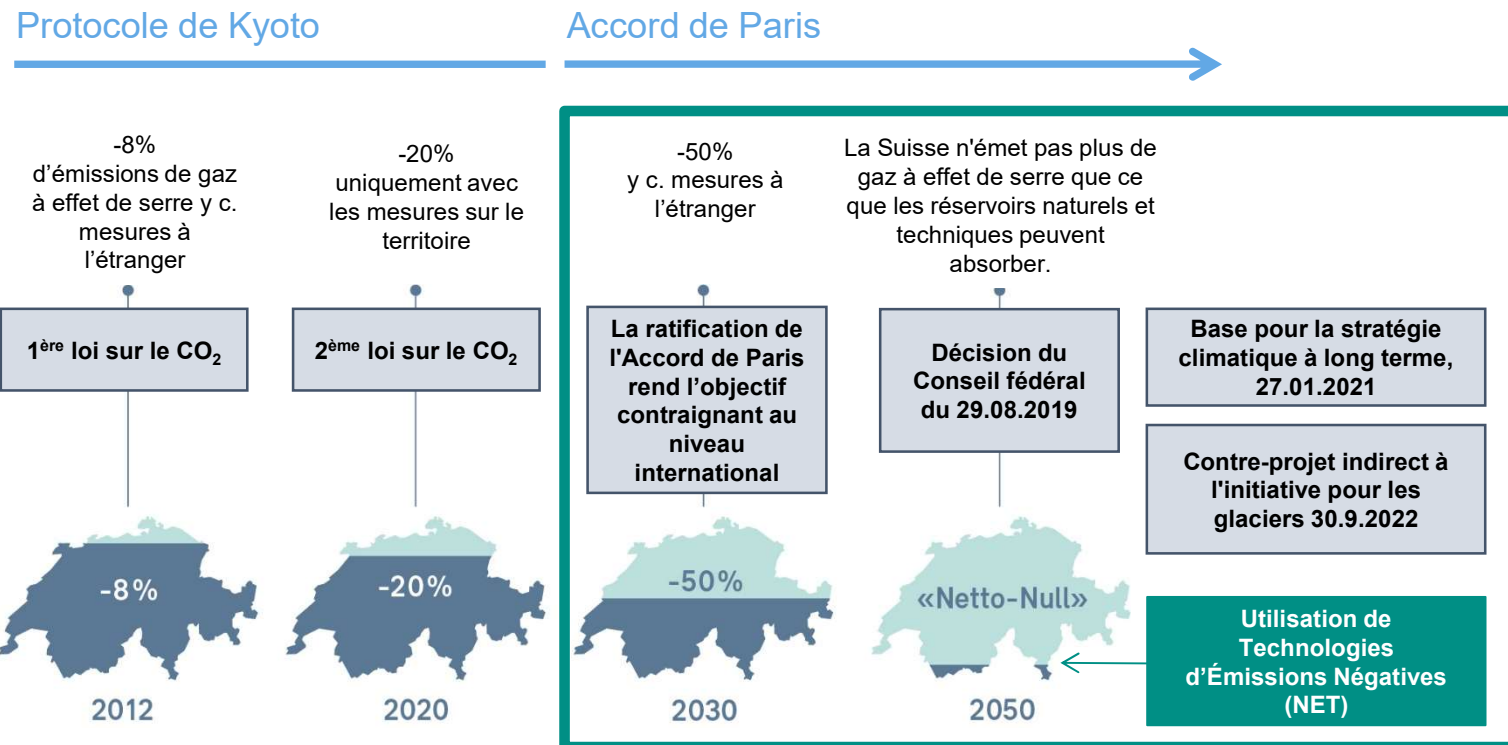 Protocole de Kyoto
Accord de Paris
-8%
d'émissions de gaz
à effet de serre y c.
mesures à
l'étranger
-20%
uniquement avec
les mesures sur le
territoire
-50%
y c. mesures à
l'étranger
La Suisse n'émet pas plus de
gaz à effet de serre que ce
que les réservoirs naturels et
techniques peuvent
absorber.
1ère loi sur le CO2
2ème loi sur le CO2
La ratification de
l'Accord de Paris
rend l'objectif
contraignant au
niveau
international
Décision du
Conseil fédéral
du 29.08.2019
Base pour la stratégie
climatique à long terme,
27.01.2021
Contre-projet indirect à
l'initiative pour les
glaciers 30.9.2022
-8%
-20%
-50%
«Netto-Null»
Utilisation de
Technologies
d'Émissions Négatives
(NET)
2012
2020
2030
2050